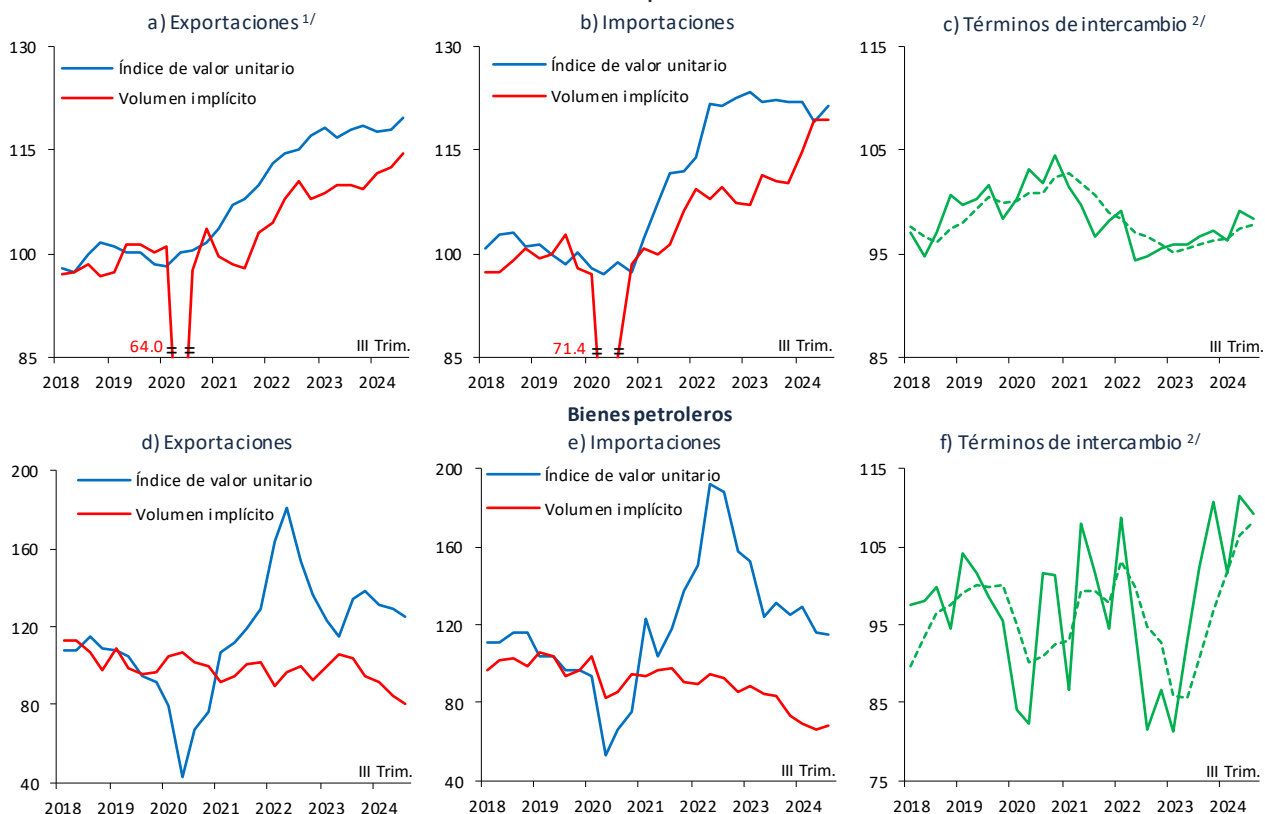 a) Exportaciones 1/
b) Importaciones
c) Términos de intercambio 2/
130
115
100
85
Índice de valor unitario
Volumen implícito
64.0
III Trim.
2018 2019 2020 2021 2022 2023 2024
130
115
100
85
Índice de valor unitario
Volumen implícito
71.4
III Trim.
2018 2019 2020 2021 2022 2023 2024
115
105
95
85
III Trim.
2018 2019 2020 2021 2022 2023 2024
Bienes petroleros
d) Exportaciones
e) Importaciones
f) Términos de intercambio 2/
200
160
120
80
40
Índice de valor unitario
Volumen implícito
III Trim.
2018 2019 2020 2021 2022 2023 2024
200
160
120
80
40
Índice de valor unitario
Volumen implícito
III Trim.
2018 2019 2020 2021 2022 2023 2024
115
105
95
85
75
III Trim.
2018 2019 2020 2021 2022 2023 2024